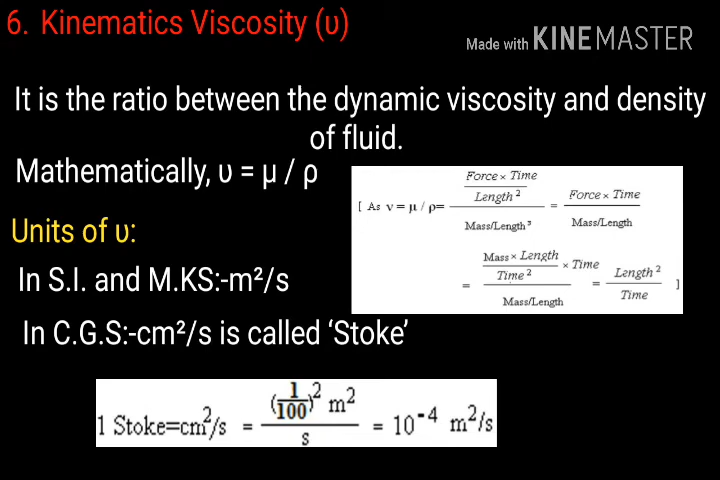 6. Kinematics Viscosity (υ)
Made with KINEMASTER
It is the ratio between the dynamic viscosity and density
of fluid.
Mathematically, υ = μ / ρ
[ As ν = μ / ρ = (Force × Time / Length²) / (Mass/Length³) = (Force × Time) / (Mass/Length)
= ((Mass × Length / Time²) × Time) / (Mass/Length) = Length² / Time ]
Units of υ:
In S.I. and M.KS:-m²/s
In C.G.S:-cm²/s is called ‘Stoke’
1 Stoke=cm²/s = (1/100)² m² / s = 10⁻⁴ m²/s